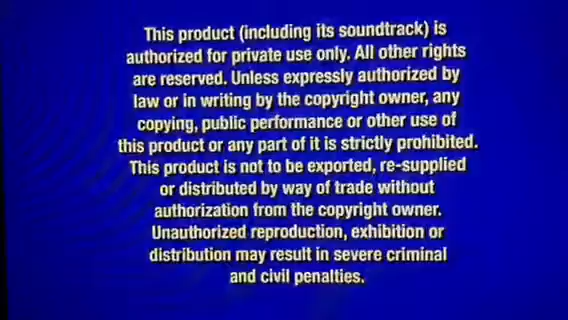 This product (including its soundtrack) is
authorized for private use only. All other rights
are reserved. Unless expressly authorized by
law or in writing by the copyright owner, any
copying, public performance or other use of
this product or any part of it is strictly prohibited.
This product is not to be exported, re-supplied
or distributed by way of trade without
authorization from the copyright owner.
Unauthorized reproduction, exhibition or
distribution may result in severe criminal
and civil penalties.